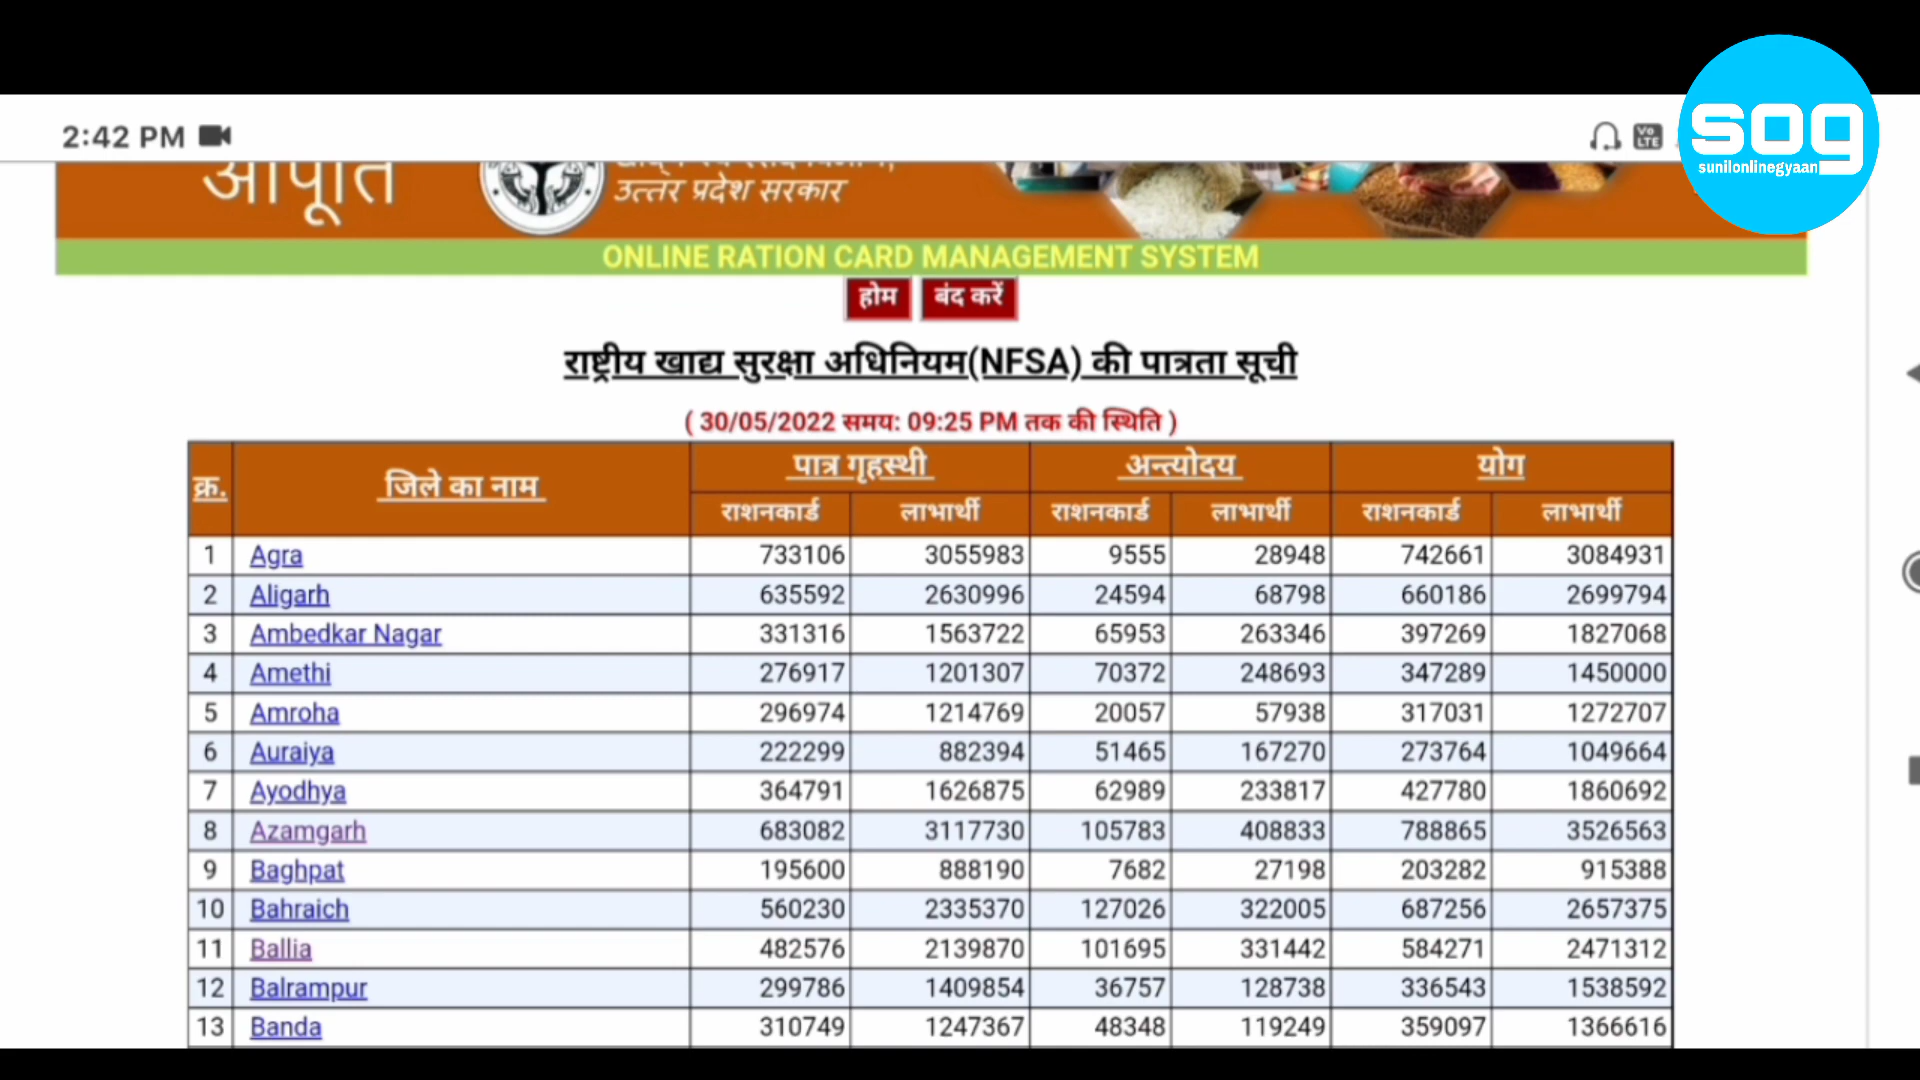 2:42 PM
Vo LTE
sog
sunilonlinegyaan
आपूर्ति
उत्तर प्रदेश सरकार
ONLINE RATION CARD MANAGEMENT SYSTEM
होम बंद करें
राष्ट्रीय खाद्य सुरक्षा अधिनियम(NFSA) की पात्रता सूची
( 30/05/2022 समय: 09:25 PM तक की स्थिति )
क्र. जिले का नाम पात्र गृहस्थी अन्त्योदय योग
राशनकार्ड लाभार्थी राशनकार्ड लाभार्थी राशनकार्ड लाभार्थी
1 Agra 733106 3055983 9555 28948 742661 3084931
2 Aligarh 635592 2630996 24594 68798 660186 2699794
3 Ambedkar Nagar 331316 1563722 65953 263346 397269 1827068
4 Amethi 276917 1201307 70372 248693 347289 1450000
5 Amroha 296974 1214769 20057 57938 317031 1272707
6 Auraiya 222299 882394 51465 167270 273764 1049664
7 Ayodhya 364791 1626875 62989 233817 427780 1860692
8 Azamgarh 683082 3117730 105783 408833 788865 3526563
9 Baghpat 195600 888190 7682 27198 203282 915388
10 Bahraich 560230 2335370 127026 322005 687256 2657375
11 Ballia 482576 2139870 101695 331442 584271 2471312
12 Balrampur 299786 1409854 36757 128738 336543 1538592
13 Banda 310749 1247367 48348 119249 359097 1366616